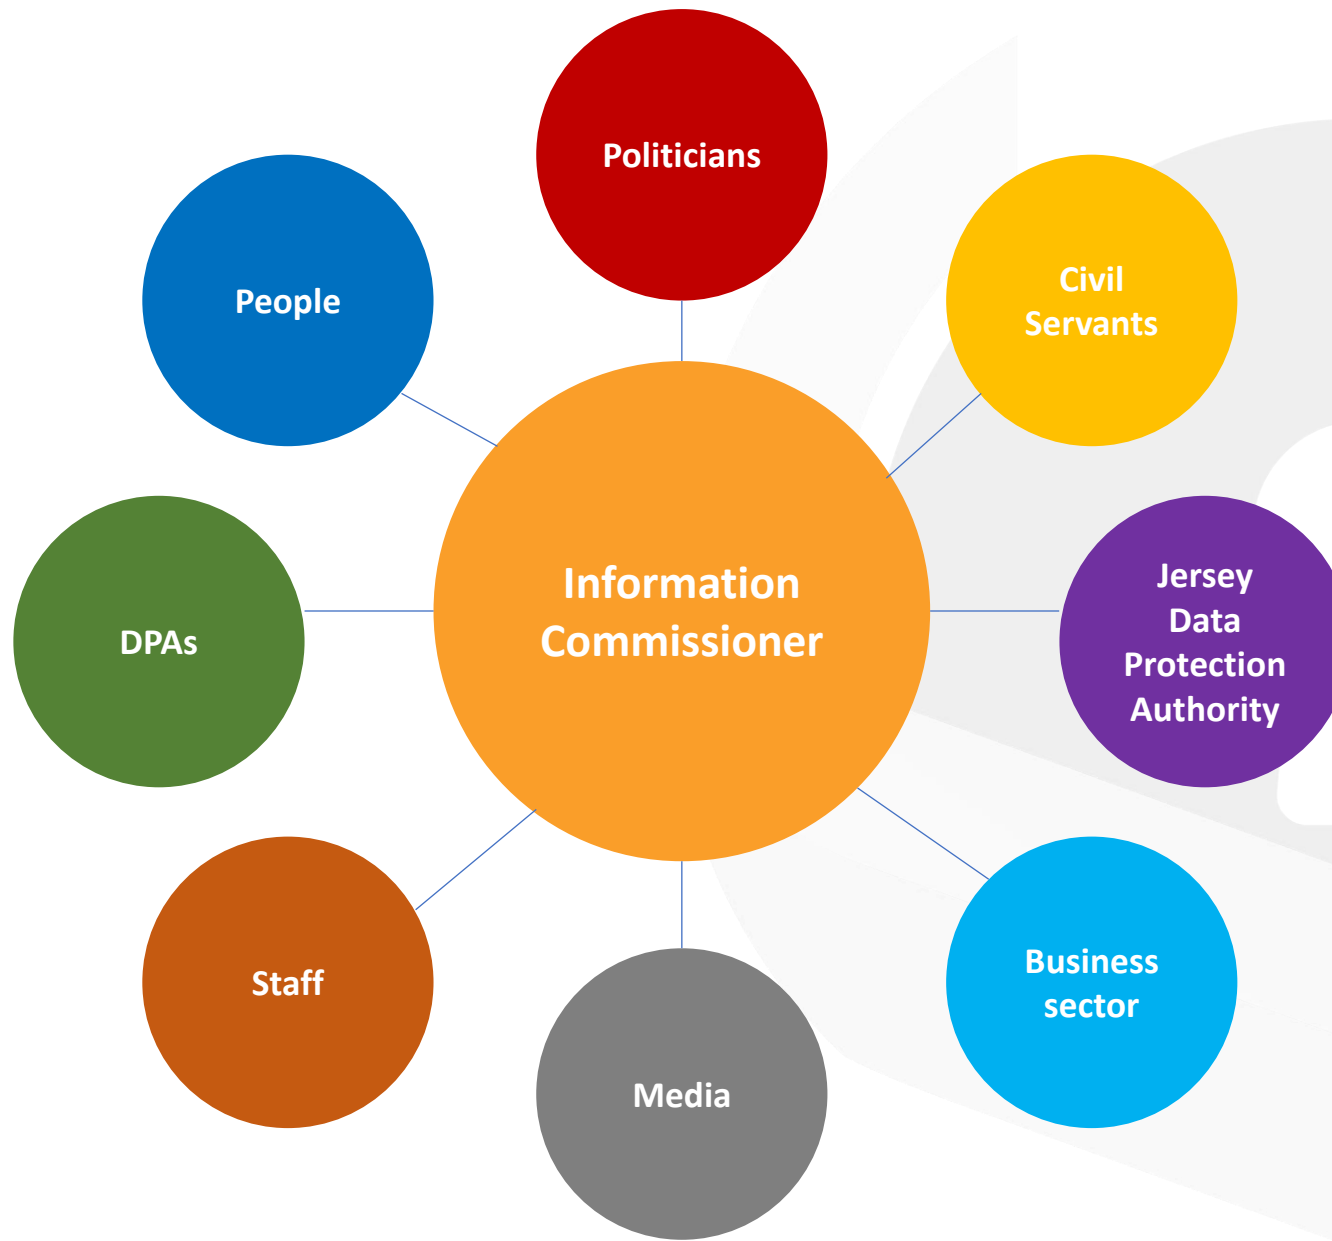 Politicians
Civil
Servants
People
Information
Commissioner
Jersey
Data
Protection
Authority
DPAs
Business
sector
Staff
Media